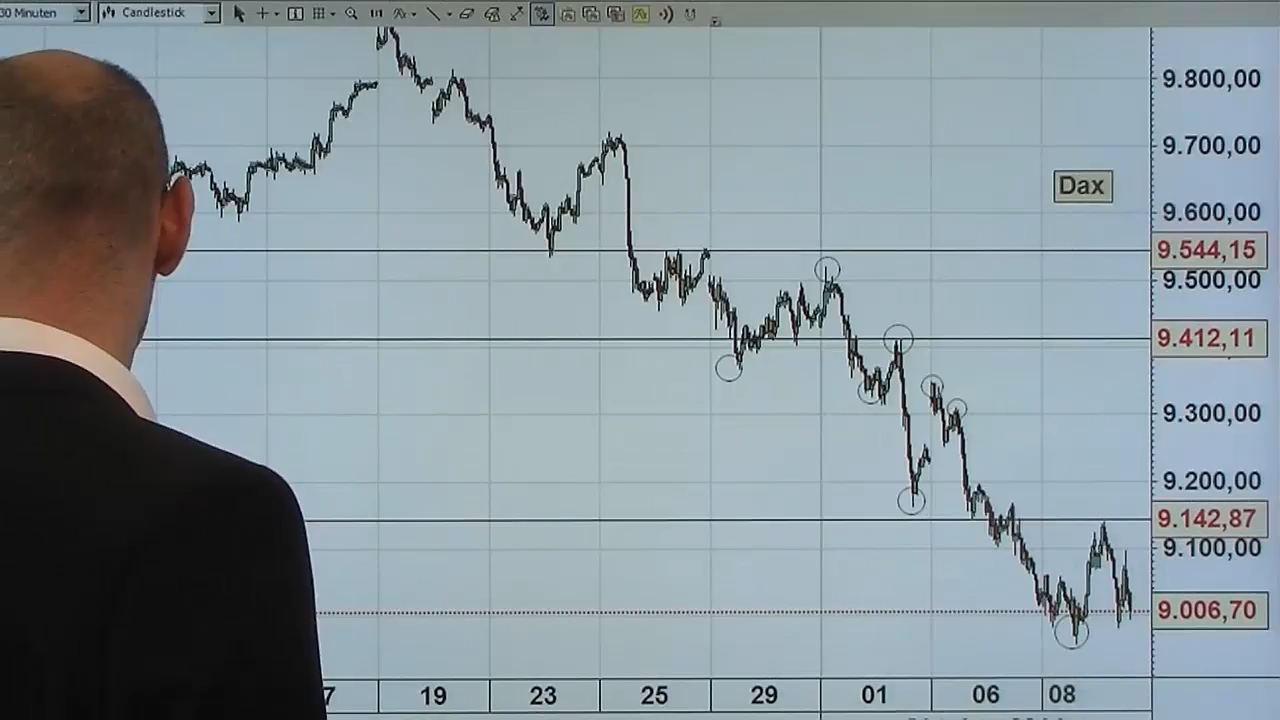 30 Minuten
Candlestick
9.800,00
9.700,00
Dax
9.600,00
9.544,15
9.500,00
9.412,11
9.300,00
9.200,00
9.142,87
9.100,00
9.006,70
7 19 23 25 29 01 06 08